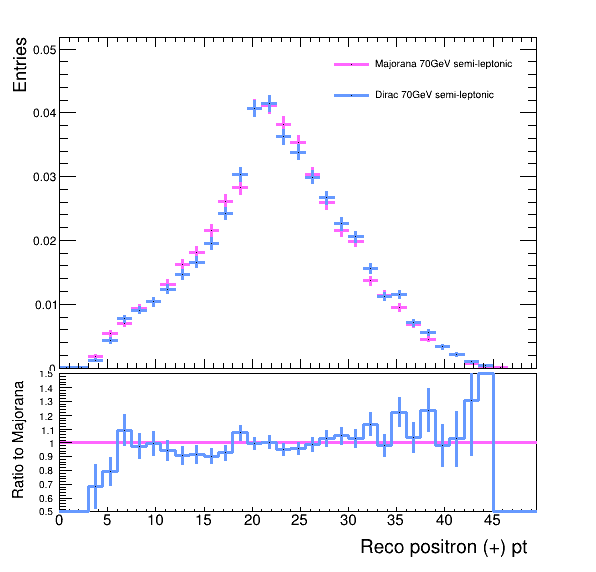 Entries
0.05
0.04
0.03
0.02
0.01
0
Majorana 70GeV semi-leptonic
Dirac 70GeV semi-leptonic
Ratio to Majorana
1.5
1.4
1.3
1.2
1.1
1
0.9
0.8
0.7
0.6
0.5
0 5 10 15 20 25 30 35 40 45
Reco positron (+) pt